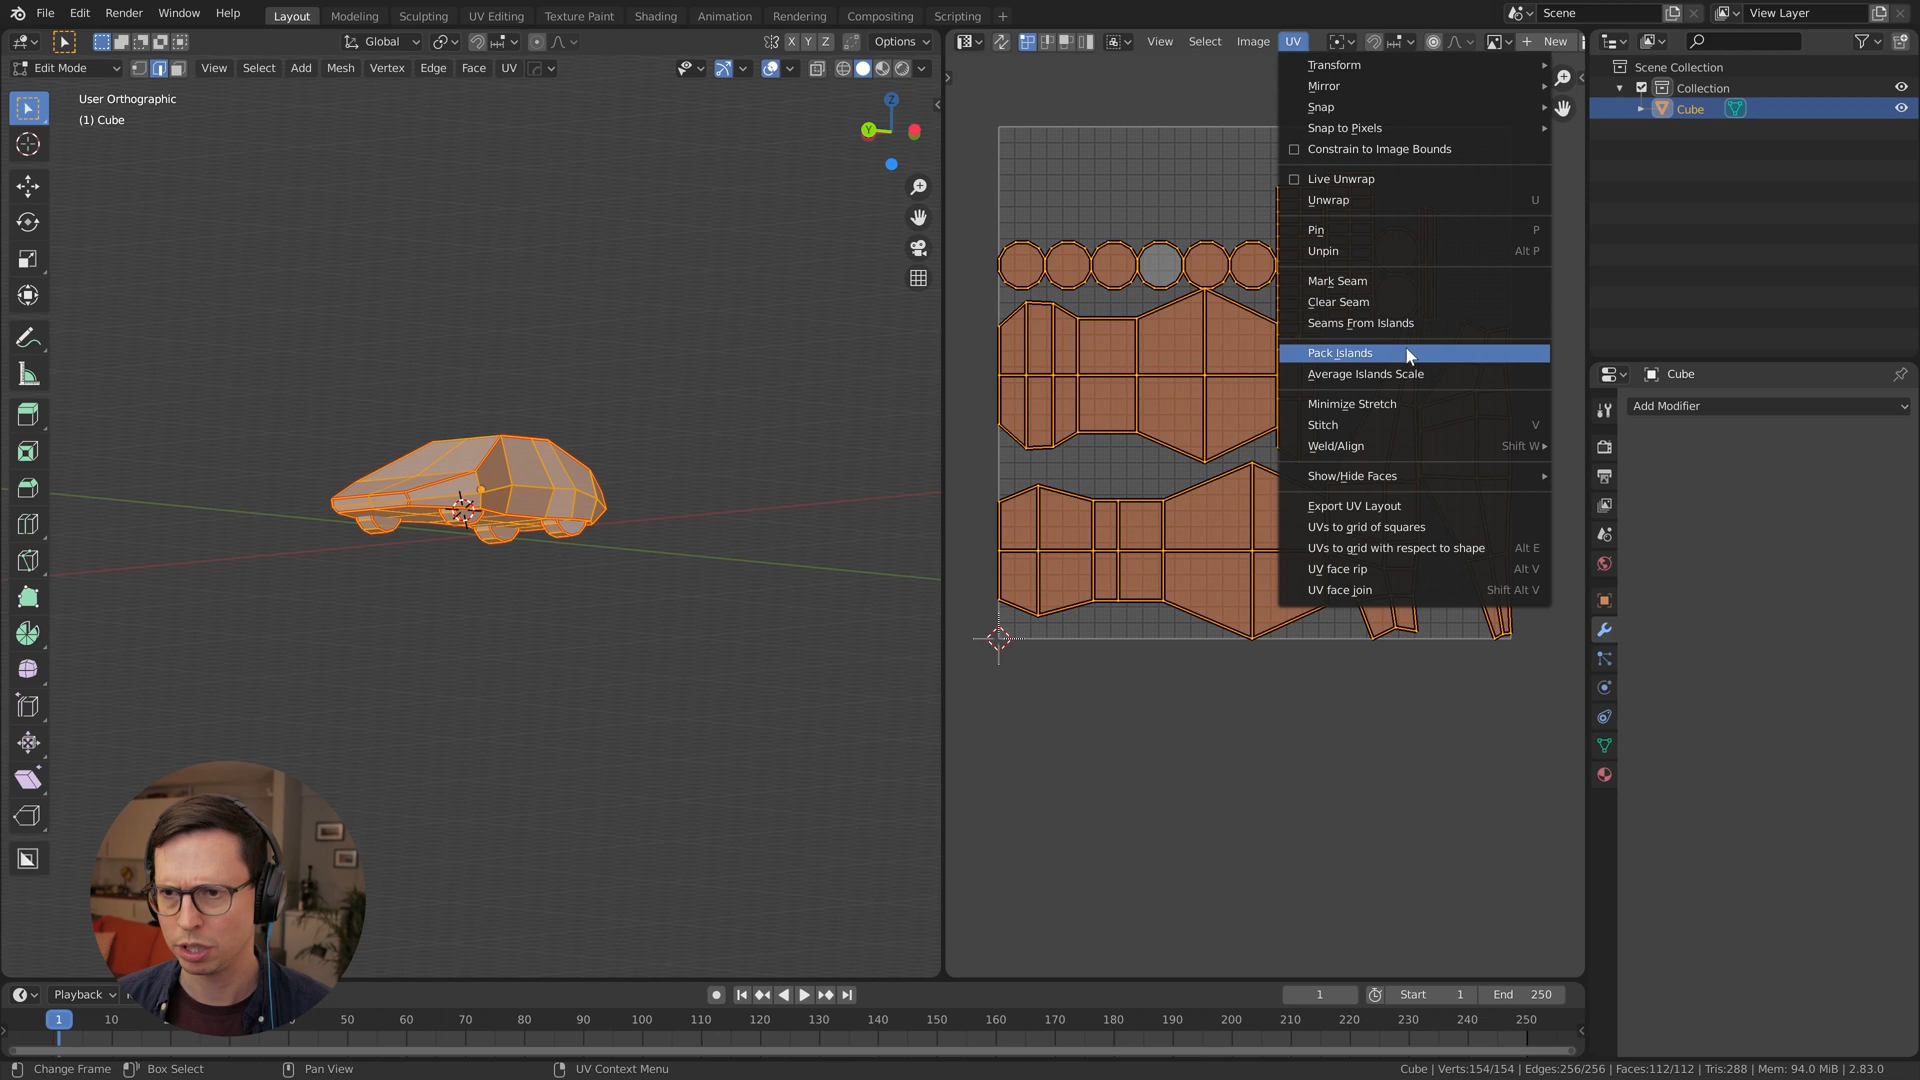 File Edit Render Window Help Layout Modeling Sculpting UV Editing Texture Paint Shading Animation Rendering Compositing Scripting + Scene View Layer
Global X Y Z Options View Select Image UV New
Edit Mode View Select Add Mesh Vertex Edge Face UV
User Orthographic
(1) Cube
Z
Y
Transform
Mirror
Snap
Snap to Pixels
Constrain to Image Bounds
Live Unwrap
Unwrap U
Pin P
Unpin Alt P
Mark Seam
Clear Seam
Seams From Islands
Pack Islands
Average Islands Scale
Minimize Stretch
Stitch V
Weld/Align Shift W
Show/Hide Faces
Export UV Layout
UVs to grid of squares
UVs to grid with respect to shape Alt E
UV face rip Alt V
UV face join Shift Alt V
Scene Collection
Collection
Cube
Cube
Add Modifier
Playback 1 Start 1 End 250
1 10 50 60 70 80 90 100 110 120 130 140 150 160 170 180 190 200 210 220 230 240 250
Change Frame Box Select Pan View UV Context Menu Cube | Verts:154/154 | Edges:256/256 | Faces:112/112 | Tris:288 | Mem: 94.0 MiB | 2.83.0